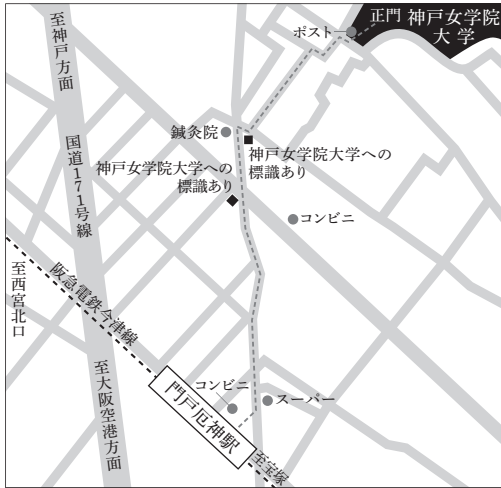 正門 神戸女学院
大学
ポスト
至神戸方面
国道171号線
鍼灸院
神戸女学院大学への
標識あり
神戸女学院大学への
標識あり
コンビニ
至西宮北口
阪急電鉄今津線
至大阪空港方面
コンビニ
スーパー
門戸厄神駅
至宝塚